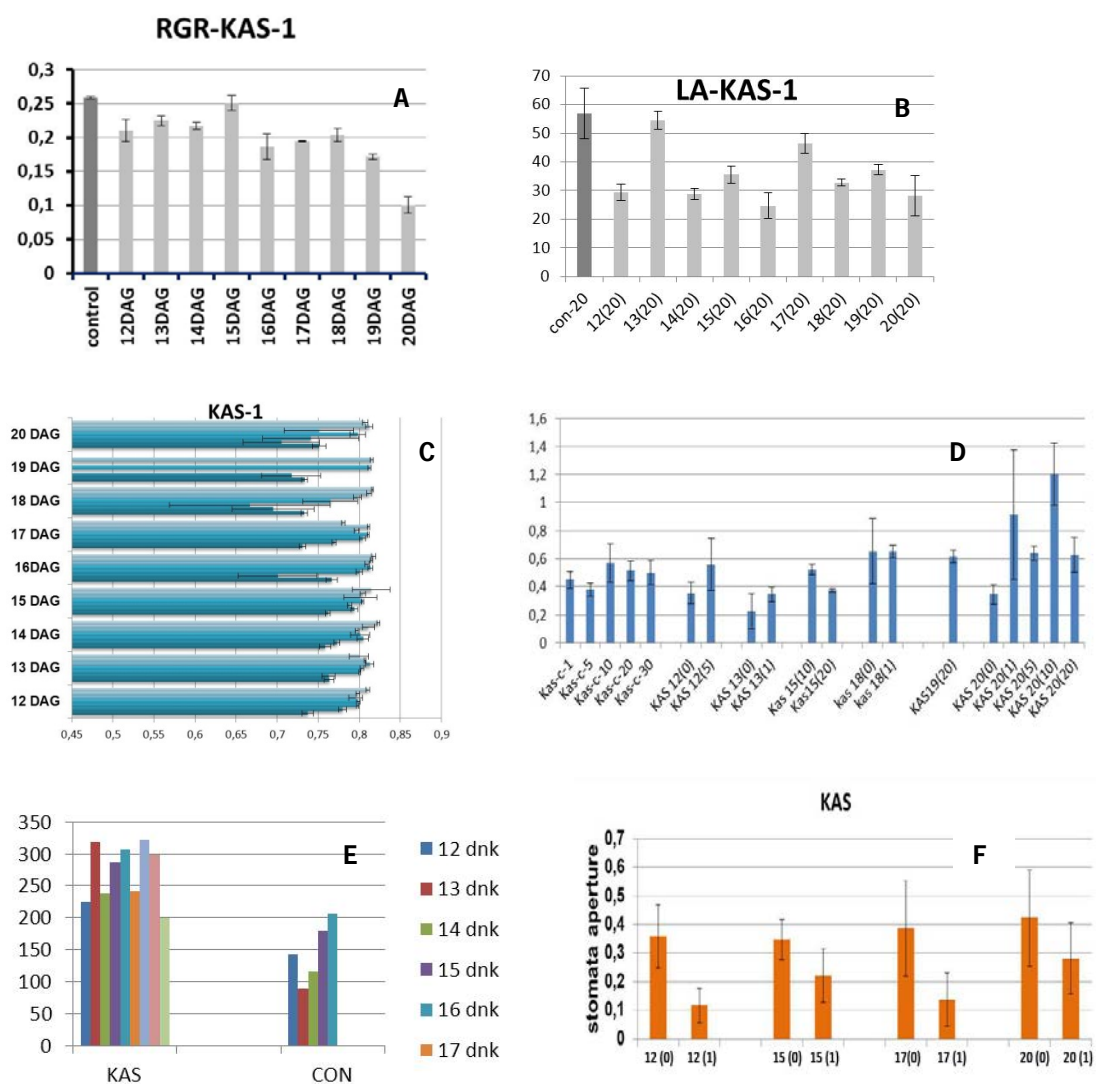 RGR-KAS-1
0,3
0,25
0,2
0,15
0,1
0,05
0
A
control
12DAG
13DAG
14DAG
15DAG
16DAG
17DAG
18DAG
19DAG
20DAG
LA-KAS-1
70
60
50
40
30
20
10
0
B
con-20
12(20)
13(20)
14(20)
15(20)
16(20)
17(20)
18(20)
19(20)
20(20)
KAS-1
20 DAG
19 DAG
18 DAG
17 DAG
16DAG
15 DAG
14 DAG
13 DAG
12 DAG
C
0,45 0,5 0,55 0,6 0,65 0,7 0,75 0,8 0,85 0,9
1,6
1,4
1,2
1
0,8
0,6
0,4
0,2
0
D
Kas-c-1
Kas-c-5
Kas-c-10
Kas-c-20
Kas-c-30
KAS 12(0)
KAS 12(5)
KAS 13(0)
KAS 13(1)
Kas 15(10)
Kas15(20)
kas 18(0)
kas 18(1)
KAS19(20)
KAS 20(0)
KAS 20(1)
KAS 20(5)
KAS 20(10)
KAS 20(20)
350
300
250
200
150
100
50
0
E
KAS CON
12 dnk
13 dnk
14 dnk
15 dnk
16 dnk
17 dnk
KAS
stomata aperture
0,7
0,6
0,5
0,4
0,3
0,2
0,1
0
F
12 (0) 12 (1) 15 (0) 15 (1) 17(0) 17 (1) 20 (0) 20 (1)